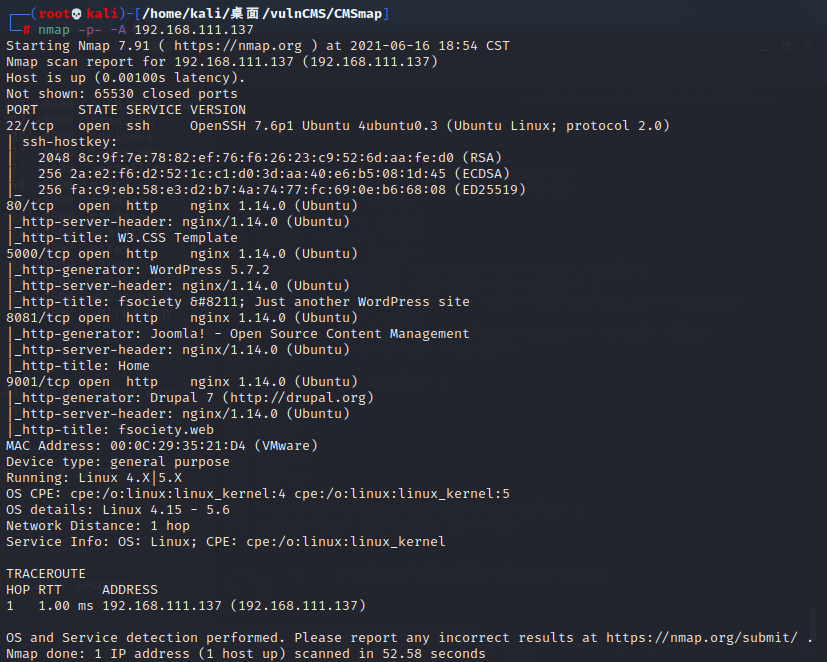 ┌──(root💀kali)-[/home/kali/桌面/vulnCMS/CMSmap]
└─# nmap -p- -A 192.168.111.137
Starting Nmap 7.91 ( https://nmap.org ) at 2021-06-16 18:54 CST
Nmap scan report for 192.168.111.137 (192.168.111.137)
Host is up (0.00100s latency).
Not shown: 65530 closed ports
PORT     STATE SERVICE VERSION
22/tcp   open  ssh     OpenSSH 7.6p1 Ubuntu 4ubuntu0.3 (Ubuntu Linux; protocol 2.0)
| ssh-hostkey:
|   2048 8c:9f:7e:78:82:ef:76:f6:26:23:c9:52:6d:aa:fe:d0 (RSA)
|   256 2a:e2:f6:d2:52:1c:c1:d0:3d:aa:40:e6:b5:08:1d:45 (ECDSA)
|_  256 fa:c9:eb:58:e3:d2:b7:4a:74:77:fc:69:0e:b6:68:08 (ED25519)
80/tcp   open  http    nginx 1.14.0 (Ubuntu)
|_http-server-header: nginx/1.14.0 (Ubuntu)
|_http-title: W3.CSS Template
5000/tcp open  http    nginx 1.14.0 (Ubuntu)
|_http-generator: WordPress 5.7.2
|_http-server-header: nginx/1.14.0 (Ubuntu)
|_http-title: fsociety &#8211; Just another WordPress site
8081/tcp open  http    nginx 1.14.0 (Ubuntu)
|_http-generator: Joomla! - Open Source Content Management
|_http-server-header: nginx/1.14.0 (Ubuntu)
|_http-title: Home
9001/tcp open  http    nginx 1.14.0 (Ubuntu)
|_http-generator: Drupal 7 (http://drupal.org)
|_http-server-header: nginx/1.14.0 (Ubuntu)
|_http-title: fsociety.web
MAC Address: 00:0C:29:35:21:D4 (VMware)
Device type: general purpose
Running: Linux 4.X|5.X
OS CPE: cpe:/o:linux:linux_kernel:4 cpe:/o:linux:linux_kernel:5
OS details: Linux 4.15 - 5.6
Network Distance: 1 hop
Service Info: OS: Linux; CPE: cpe:/o:linux:linux_kernel

TRACEROUTE
HOP RTT     ADDRESS
1   1.00 ms 192.168.111.137 (192.168.111.137)

OS and Service detection performed. Please report any incorrect results at https://nmap.org/submit/ .
Nmap done: 1 IP address (1 host up) scanned in 52.58 seconds